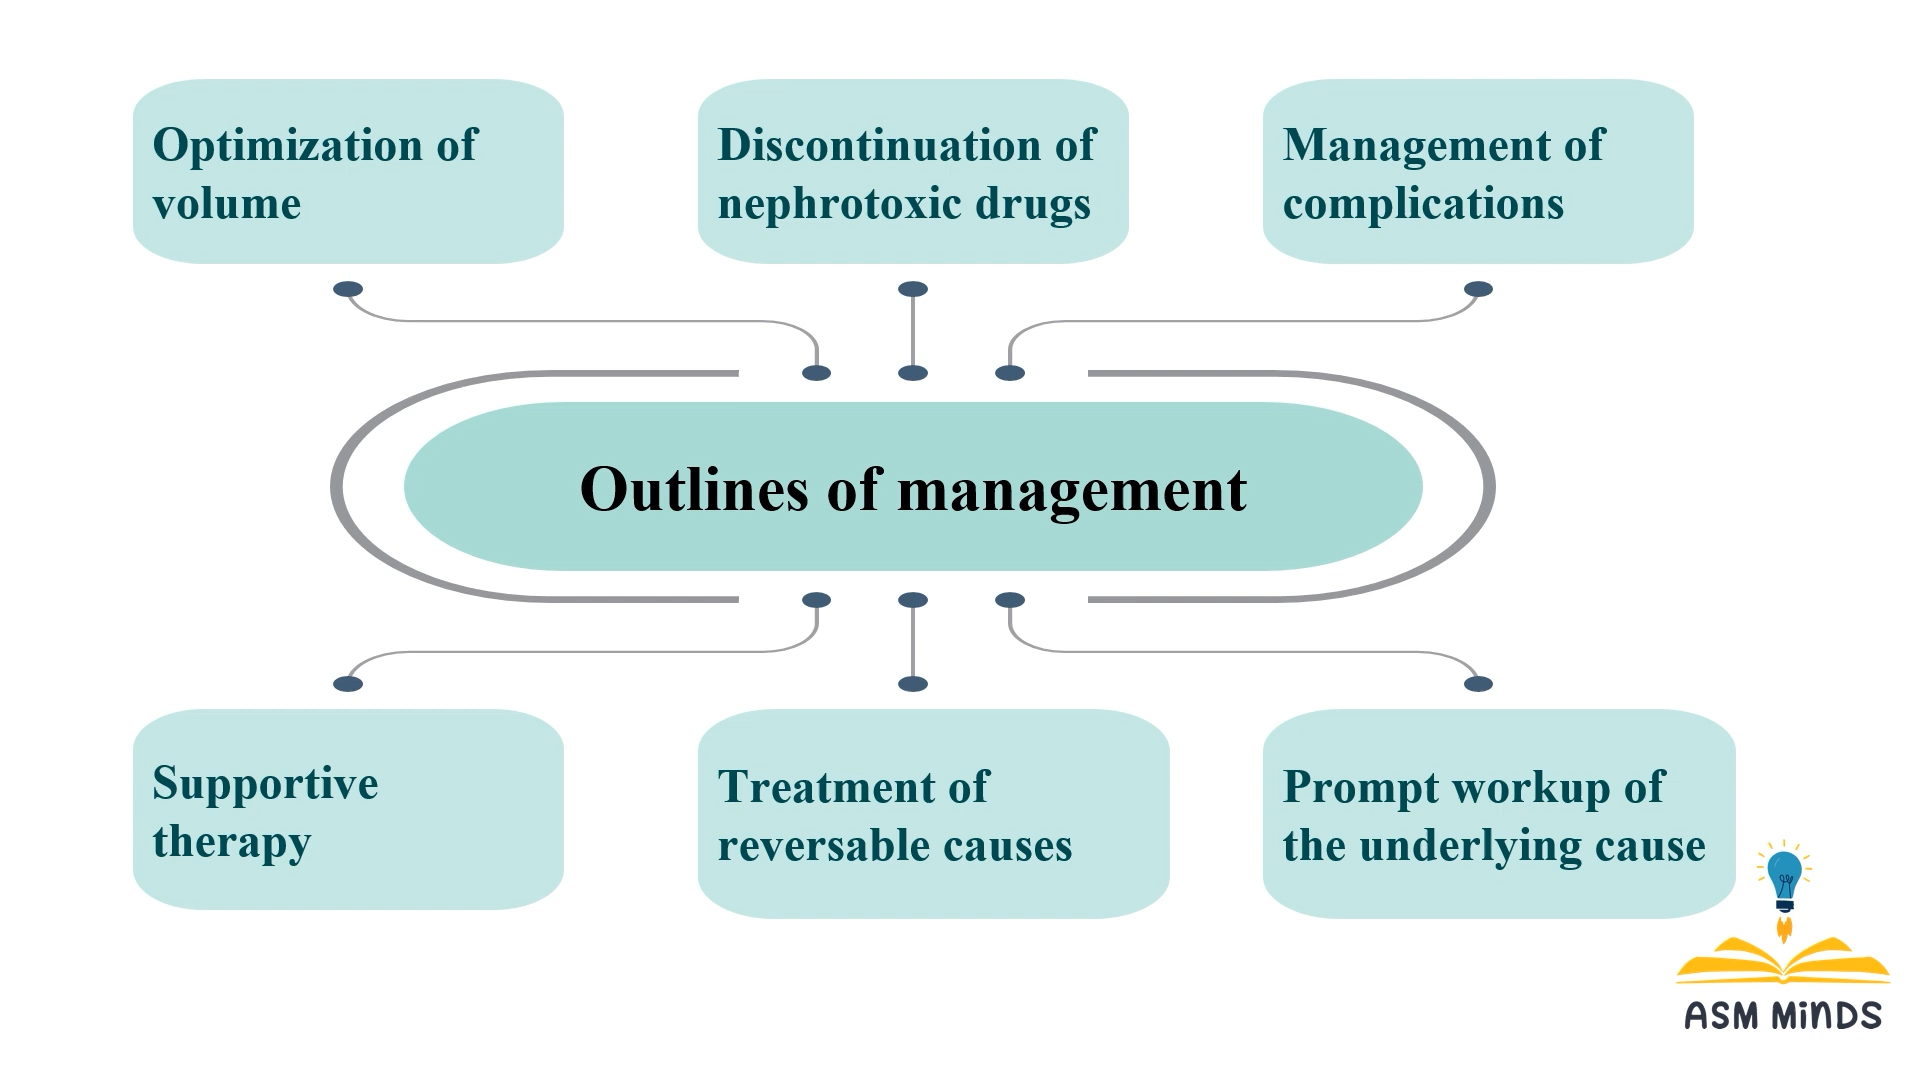 Optimization of
volume
Discontinuation of
nephrotoxic drugs
Management of
complications
Outlines of management
Supportive
therapy
Treatment of
reversable causes
Prompt workup of
the underlying cause
ASM MiNDS